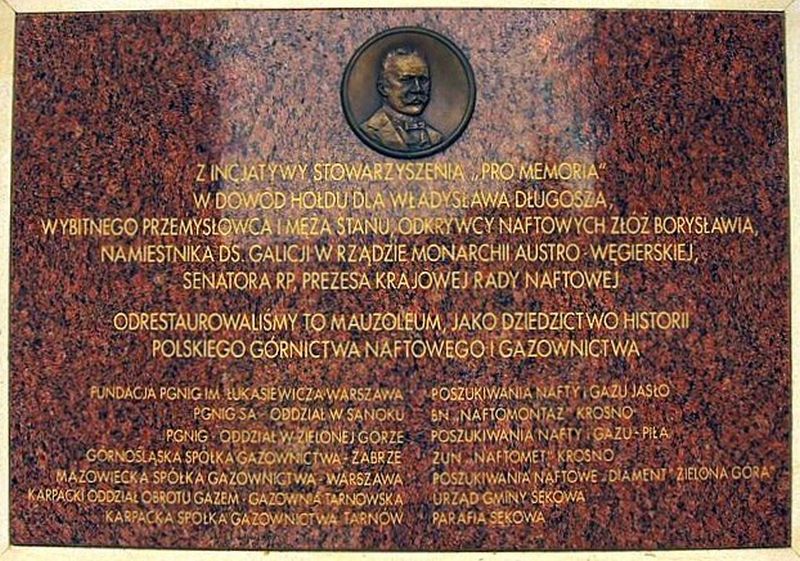 Z INCJATYWY STOWARZYSZENIA „PRO MEMORIA"
W DOWÓD HOŁDU DLA WŁADYSŁAWA DŁUGOSZA,
WYBITNEGO PRZEMYSŁOWCA I MĘŻA STANU, ODKRYWCY NAFTOWYCH ZŁÓŻ BORYSŁAWIA,
NAMIESTNIKA DS. GALICJI W RZĄDZIE MONARCHII AUSTRO-WĘGIERSKIEJ,
SENATORA RP, PREZESA KRAJOWEJ RADY NAFTOWEJ
ODRESTAUROWALIŚMY TO MAUZOLEUM, JAKO DZIEDZICTWO HISTORII
POLSKIEGO GÓRNICTWA NAFTOWEGO I GAZOWNICTWA
FUNDACJA PGNIG IM. ŁUKASIEWICZA WARSZAWA
PGNIG SA - ODDZIAŁ W SANOKU
PGNIG - ODDZIAŁ W ZIELONEJ GÓRZE
GÓRNOŚLĄSKA SPÓŁKA GAZOWNICTWA - ZABRZE
MAZOWIECKA SPÓŁKA GAZOWNICTWA - WARSZAWA
KARPACKI ODDZIAŁ OBROTU GAZEM - GAZOWNIA TARNOWSKA
KARPACKA SPÓŁKA GAZOWNICTWA TARNÓW
POSZUKIWANIA NAFTY I GAZU JASŁO
BN „NAFTOMONTAŻ" KROSNO
POSZUKIWANIA NAFTY I GAZU - PIŁA
ZUN „NAFTOMET" KROSNO
POSZUKIWANIA NAFTOWE „DIAMENT" ZIELONA GÓRA"
URZĄD GMINY SĘKOWA
PARAFIA SĘKOWA